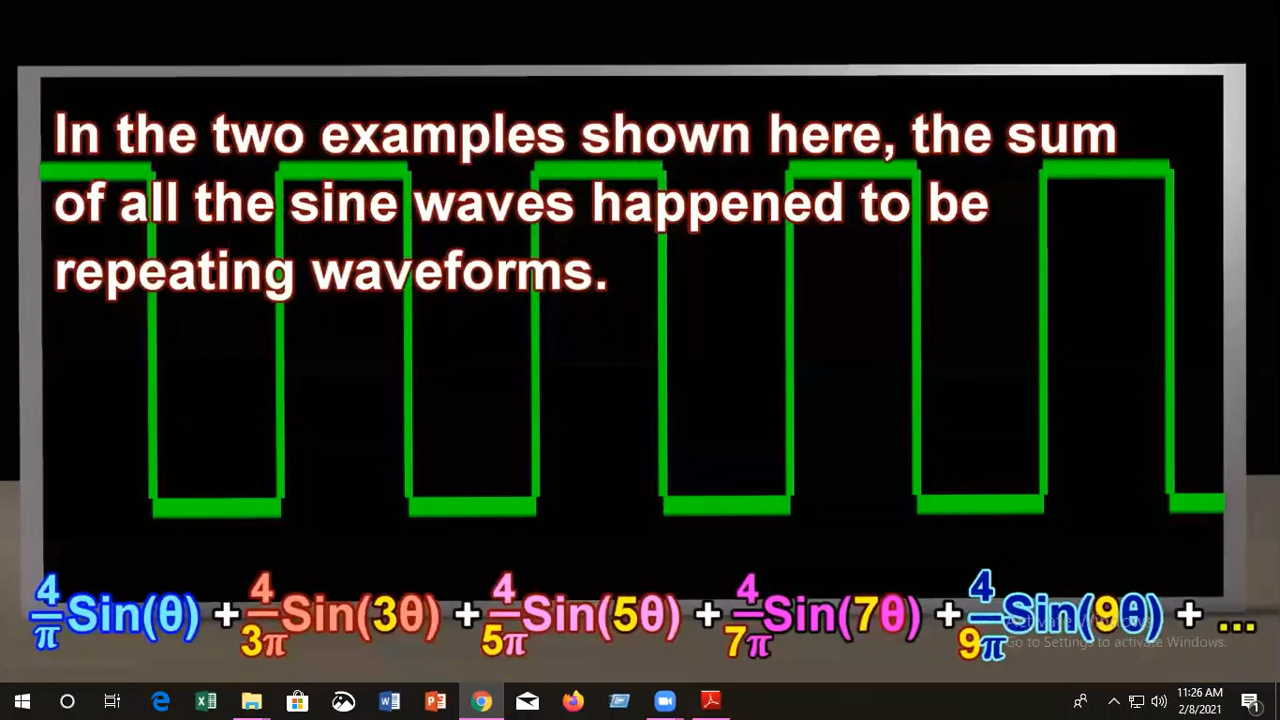 In the two examples shown here, the sum
of all the sine waves happened to be
repeating waveforms.
4/π Sin(θ) + 4/3π Sin(3θ) + 4/5π Sin(5θ) + 4/7π Sin(7θ) + 4/9π Sin(9θ) + ...
Activate Windows
Go to Settings to activate Windows.
11:26 AM
2/8/2021